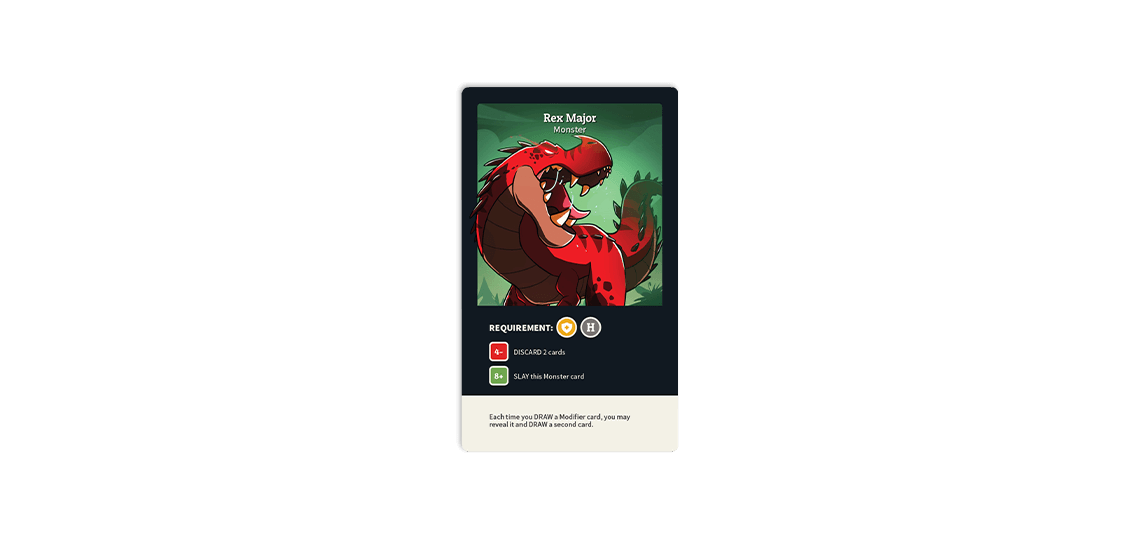 Rex Major
Monster
REQUIREMENT: H
4- DISCARD 2 cards
8+ SLAY this Monster card
Each time you DRAW a Modifier card, you may
reveal it and DRAW a second card.